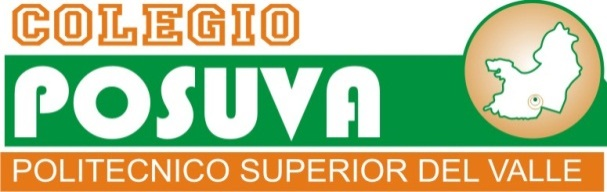 COLEGIO
POSUVA
POLITECNICO SUPERIOR DEL VALLE